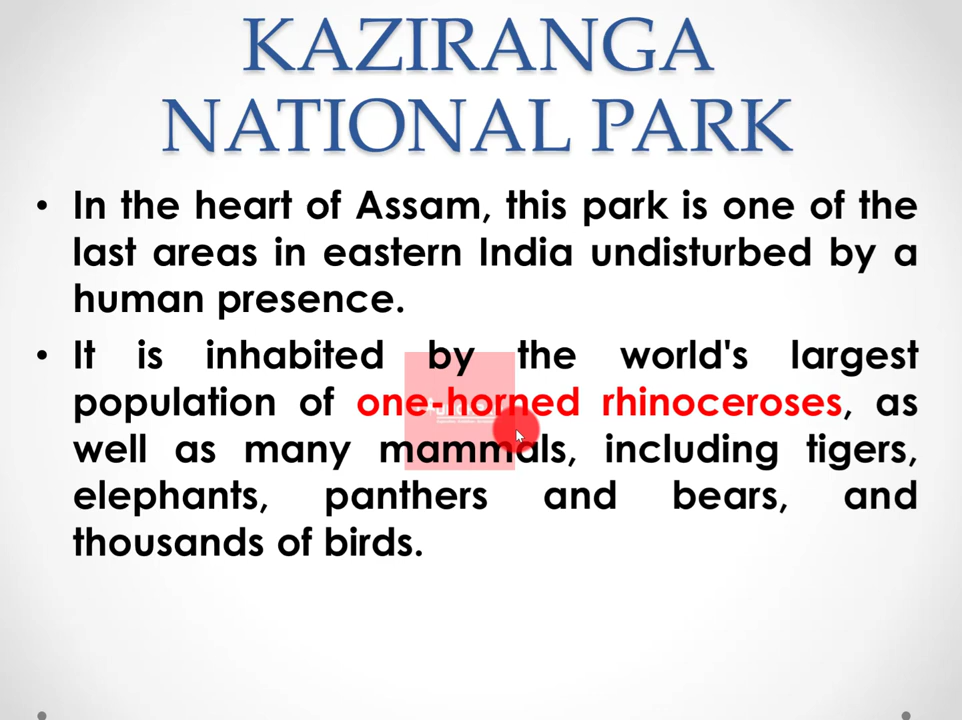 KAZIRANGA
NATIONAL PARK
• In the heart of Assam, this park is one of the
last areas in eastern India undisturbed by a
human presence.
• It is inhabited by the world's largest
population of one-horned rhinoceroses, as
well as many mammals, including tigers,
elephants, panthers and bears, and
thousands of birds.